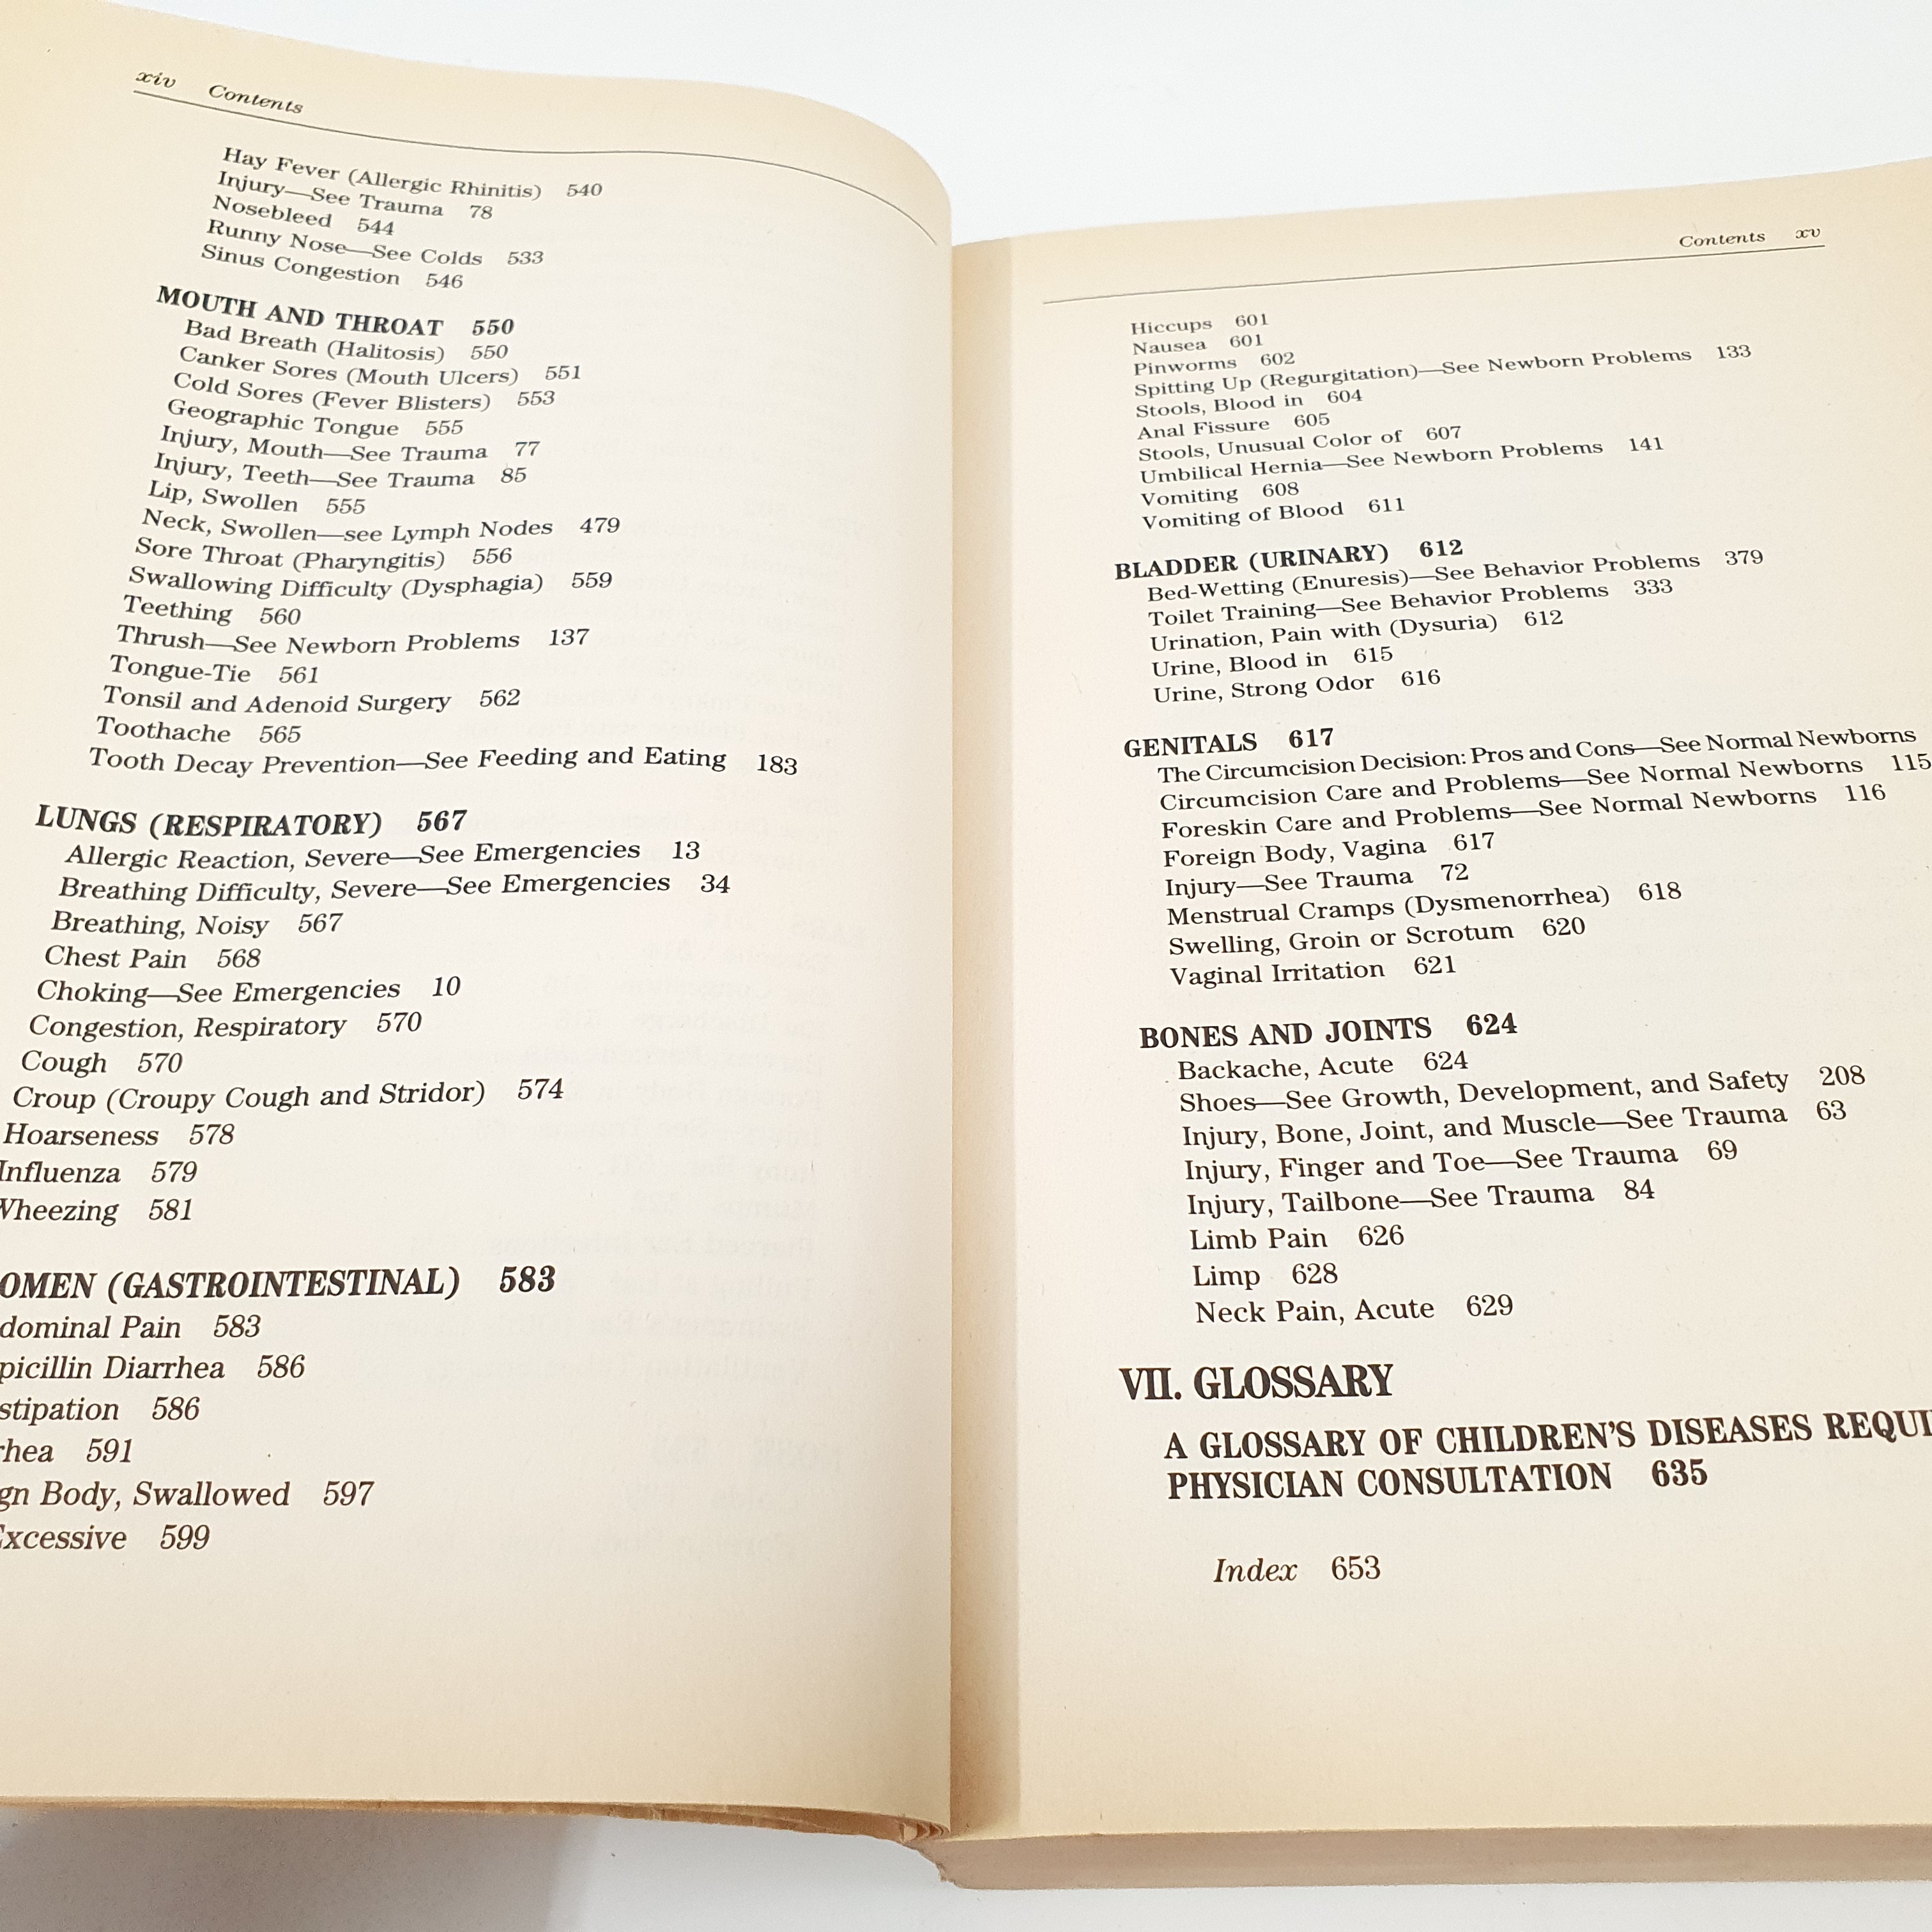 xiv Contents
Hay Fever (Allergic Rhinitis) 540
Injury—See Trauma 78
Nosebleed 544
Runny Nose—See Colds 533
Sinus Congestion 546
MOUTH AND THROAT 550
Bad Breath (Halitosis) 550
Canker Sores (Mouth Ulcers) 551
Cold Sores (Fever Blisters) 553
Geographic Tongue 555
Injury, Mouth—See Trauma 77
Injury, Teeth—See Trauma 85
Lip, Swollen 555
Neck, Swollen—see Lymph Nodes 479
Sore Throat (Pharyngitis) 556
Swallowing Difficulty (Dysphagia) 559
Teething 560
Thrush—See Newborn Problems 137
Tongue-Tie 561
Tonsil and Adenoid Surgery 562
Toothache 565
Tooth Decay Prevention—See Feeding and Eating 183
LUNGS (RESPIRATORY) 567
Allergic Reaction, Severe—See Emergencies 13
Breathing Difficulty, Severe—See Emergencies 34
Breathing, Noisy 567
Chest Pain 568
Choking—See Emergencies 10
Congestion, Respiratory 570
Cough 570
Croup (Croupy Cough and Stridor) 574
Hoarseness 578
Influenza 579
Wheezing 581
OMEN (GASTROINTESTINAL) 583
dominal Pain 583
picillin Diarrhea 586
stipation 586
rhea 591
gn Body, Swallowed 597
Excessive 599
Contents xv
Hiccups 601
Nausea 601
Pinworms 602
Spitting Up (Regurgitation)—See Newborn Problems 133
Stools, Blood in 604
Anal Fissure 605
Stools, Unusual Color of 607
Umbilical Hernia—See Newborn Problems 141
Vomiting 608
Vomiting of Blood 611
BLADDER (URINARY) 612
Bed-Wetting (Enuresis)—See Behavior Problems 379
Toilet Training—See Behavior Problems 333
Urination, Pain with (Dysuria) 612
Urine, Blood in 615
Urine, Strong Odor 616
GENITALS 617
The Circumcision Decision: Pros and Cons—See Normal Newborns
Circumcision Care and Problems—See Normal Newborns 115
Foreskin Care and Problems—See Normal Newborns 116
Foreign Body, Vagina 617
Injury—See Trauma 72
Menstrual Cramps (Dysmenorrhea) 618
Swelling, Groin or Scrotum 620
Vaginal Irritation 621
BONES AND JOINTS 624
Backache, Acute 624
Shoes—See Growth, Development, and Safety 208
Injury, Bone, Joint, and Muscle—See Trauma 63
Injury, Finger and Toe—See Trauma 69
Injury, Tailbone—See Trauma 84
Limb Pain 626
Limp 628
Neck Pain, Acute 629
VII. GLOSSARY
A GLOSSARY OF CHILDREN'S DISEASES REQUI
PHYSICIAN CONSULTATION 635
Index 653